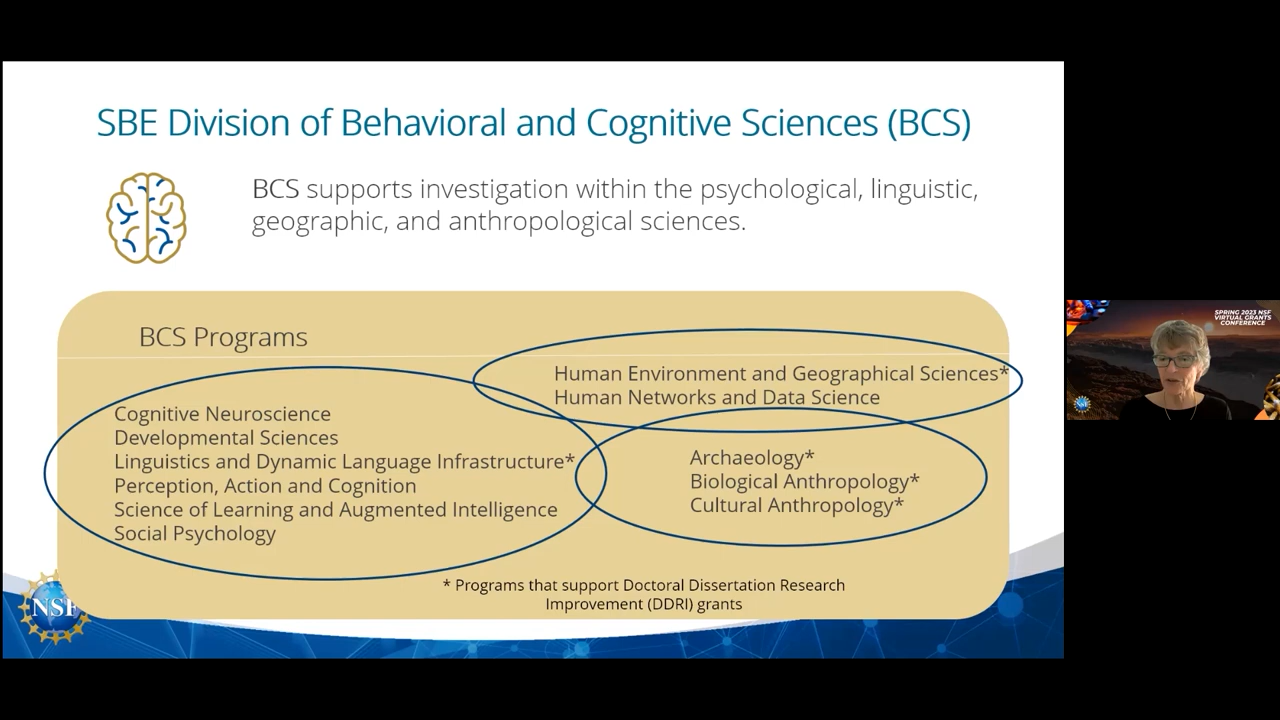 SBE Division of Behavioral and Cognitive Sciences (BCS)
BCS supports investigation within the psychological, linguistic,
geographic, and anthropological sciences.
BCS Programs
Human Environment and Geographical Sciences*
Human Networks and Data Science
Cognitive Neuroscience
Developmental Sciences
Linguistics and Dynamic Language Infrastructure*
Perception, Action and Cognition
Science of Learning and Augmented Intelligence
Social Psychology
Archaeology*
Biological Anthropology*
Cultural Anthropology*
* Programs that support Doctoral Dissertation Research
Improvement (DDRI) grants
NSF
SPRING 2023 NSF
VIRTUAL GRANTS
CONFERENCE